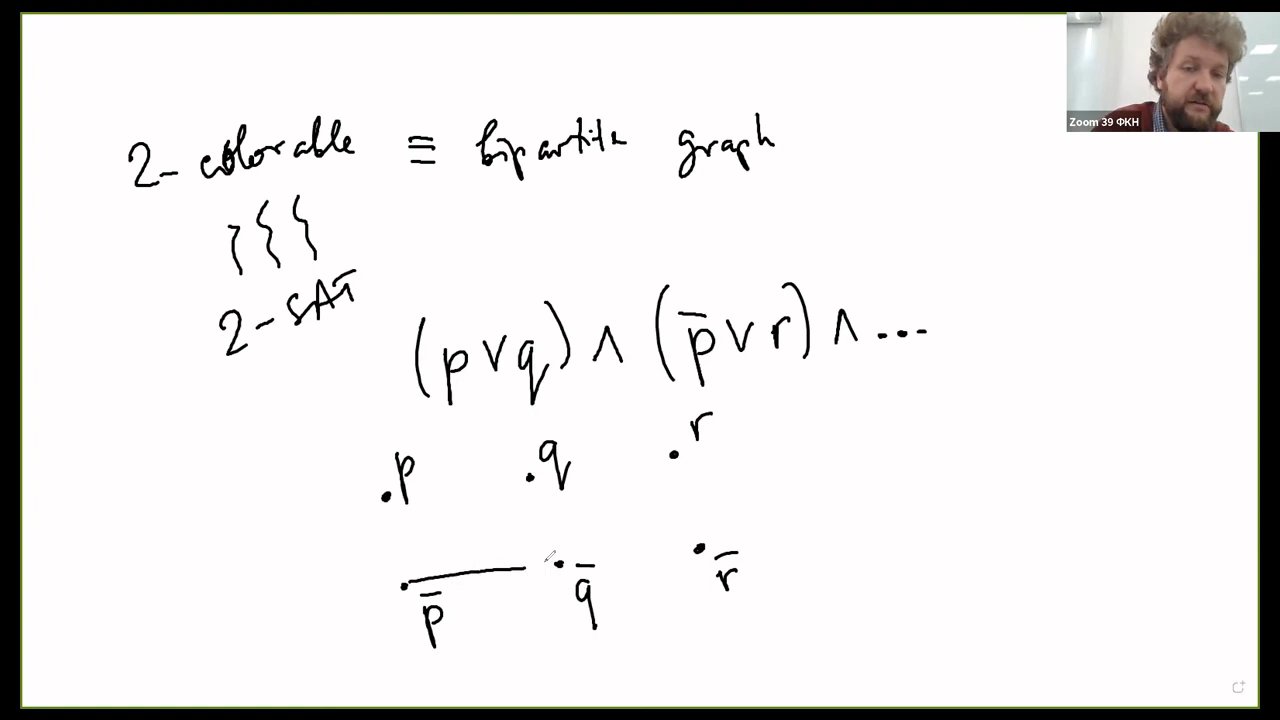 Zoom 39 ФКН
2-colorable ≡ bipartite graph
2-SAT
(p ∨ q) ∧ (p̄ ∨ r) ∧ ...
p q r
p̄ q̄ r̄